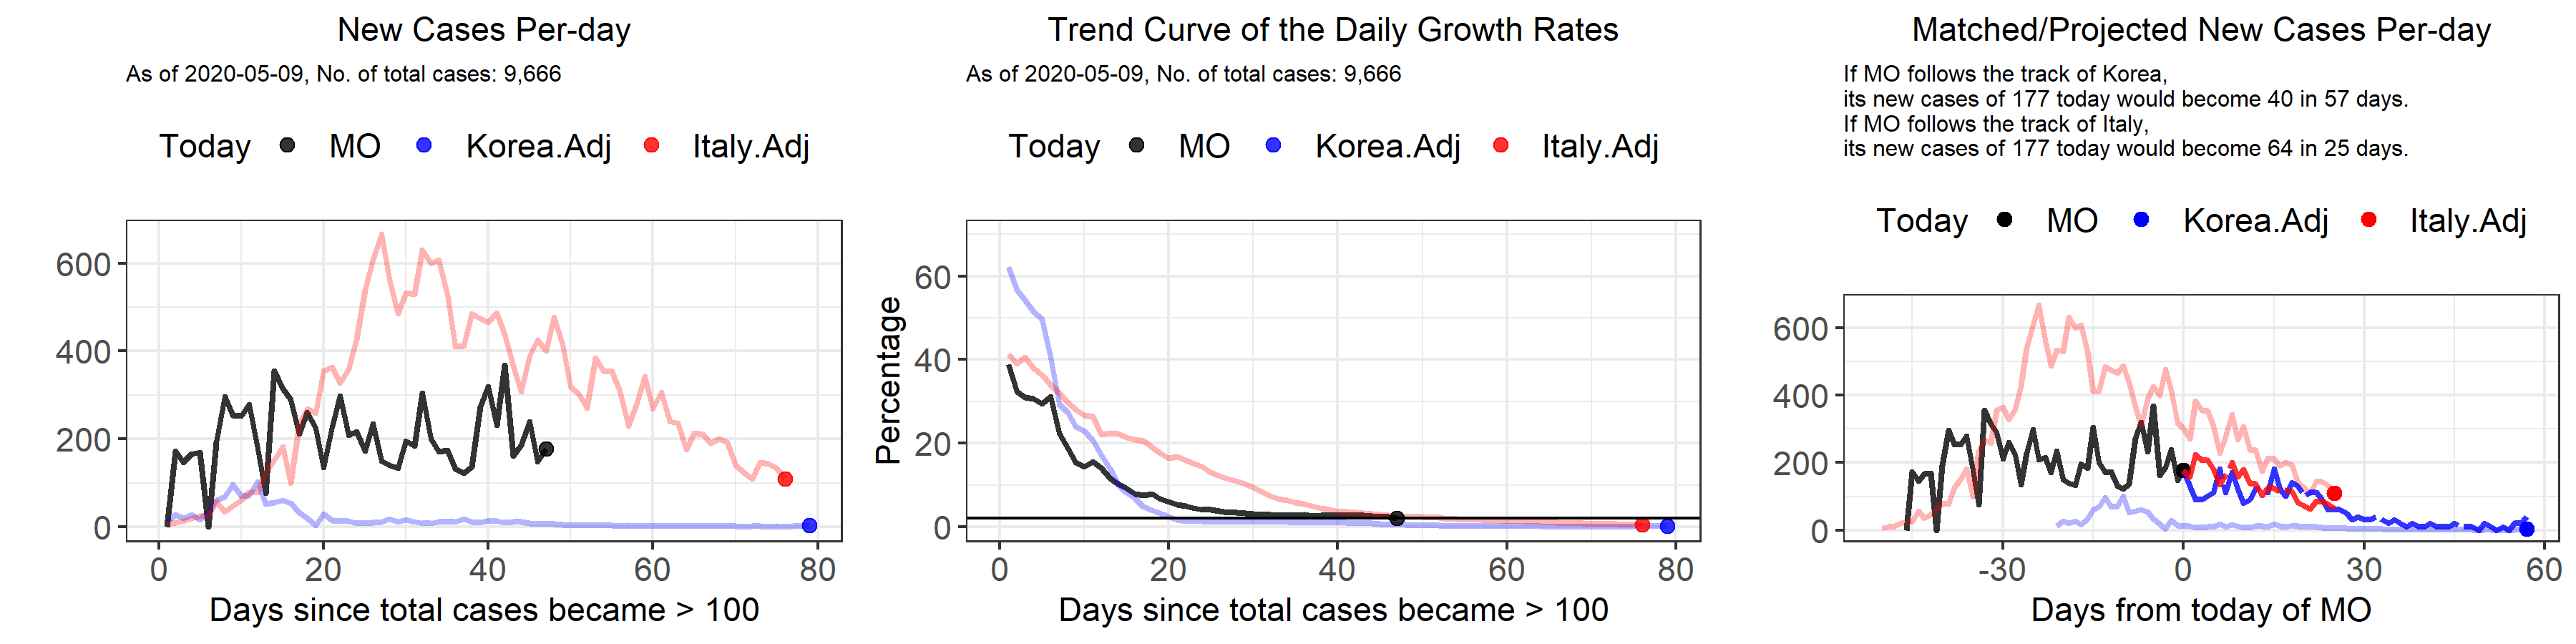 New Cases Per-day
As of 2020-05-09, No. of total cases: 9,666
Today MO Korea.Adj Italy.Adj
600
400
200
0
0 20 40 60 80
Days since total cases became > 100
Trend Curve of the Daily Growth Rates
As of 2020-05-09, No. of total cases: 9,666
Today MO Korea.Adj Italy.Adj
Percentage
60
40
20
0
0 20 40 60 80
Days since total cases became > 100
Matched/Projected New Cases Per-day
If MO follows the track of Korea,
its new cases of 177 today would become 40 in 57 days.
If MO follows the track of Italy,
its new cases of 177 today would become 64 in 25 days.
Today MO Korea.Adj Italy.Adj
600
400
200
0
-30 0 30 60
Days from today of MO